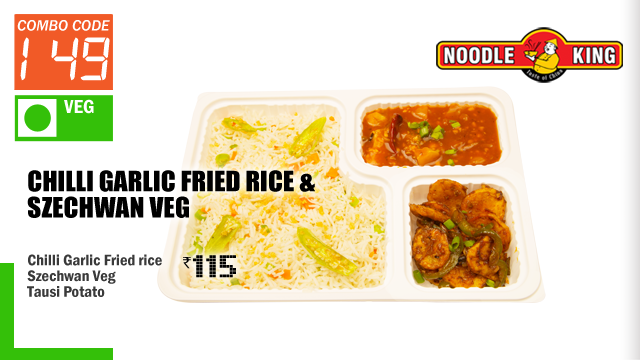 COMBO CODE
149
VEG
NOODLE KING
Taste of China
CHILLI GARLIC FRIED RICE &
SZECHWAN VEG
Chilli Garlic Fried rice
Szechwan Veg
Tausi Potato
₹115